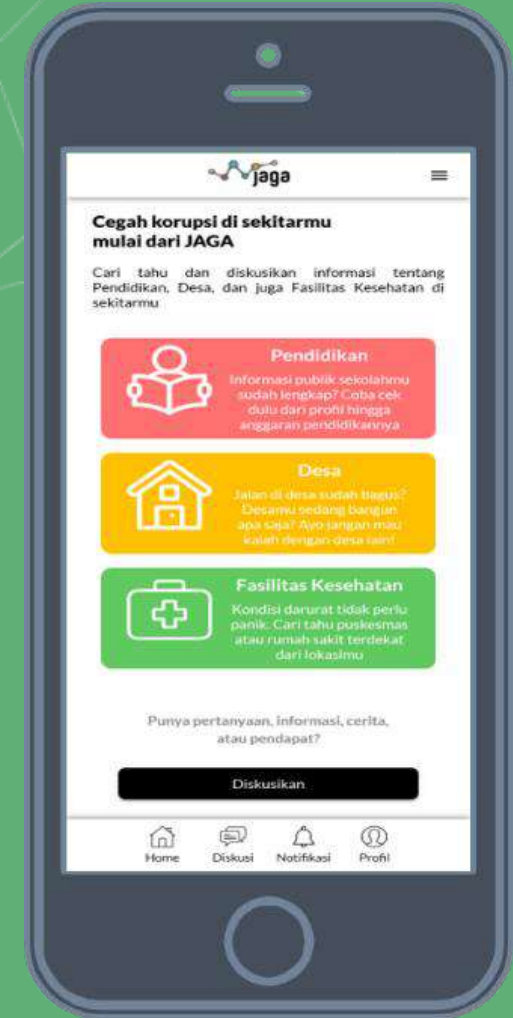 jaga
Cegah korupsi di sekitarmu
mulai dari JAGA
Cari tahu dan diskusikan informasi tentang
Pendidikan, Desa, dan juga Fasilitas Kesehatan di
sekitarmu
Pendidikan
Informasi publik sekolahmu
sudah lengkap? Coba cek
dulu dari profil hingga
anggaran pendidikannya
Desa
Jalan di desa sudah bagus?
Desamu sedang bangun
apa saja? Ayo jangan mau
kalah dengan desa lain!
Fasilitas Kesehatan
Kondisi darurat tidak perlu
panik. Cari tahu puskesmas
atau rumah sakit terdekat
dari lokasimu
Punya pertanyaan, informasi, cerita,
atau pendapat?
Diskusikan
Home Diskusi Notifikasi Profil